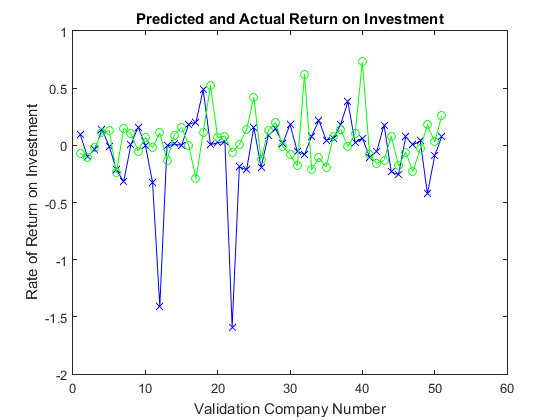 Predicted and Actual Return on Investment
1
0.5
0
-0.5
-1
-1.5
-2
Rate of Return on Investment
0 10 20 30 40 50 60
Validation Company Number